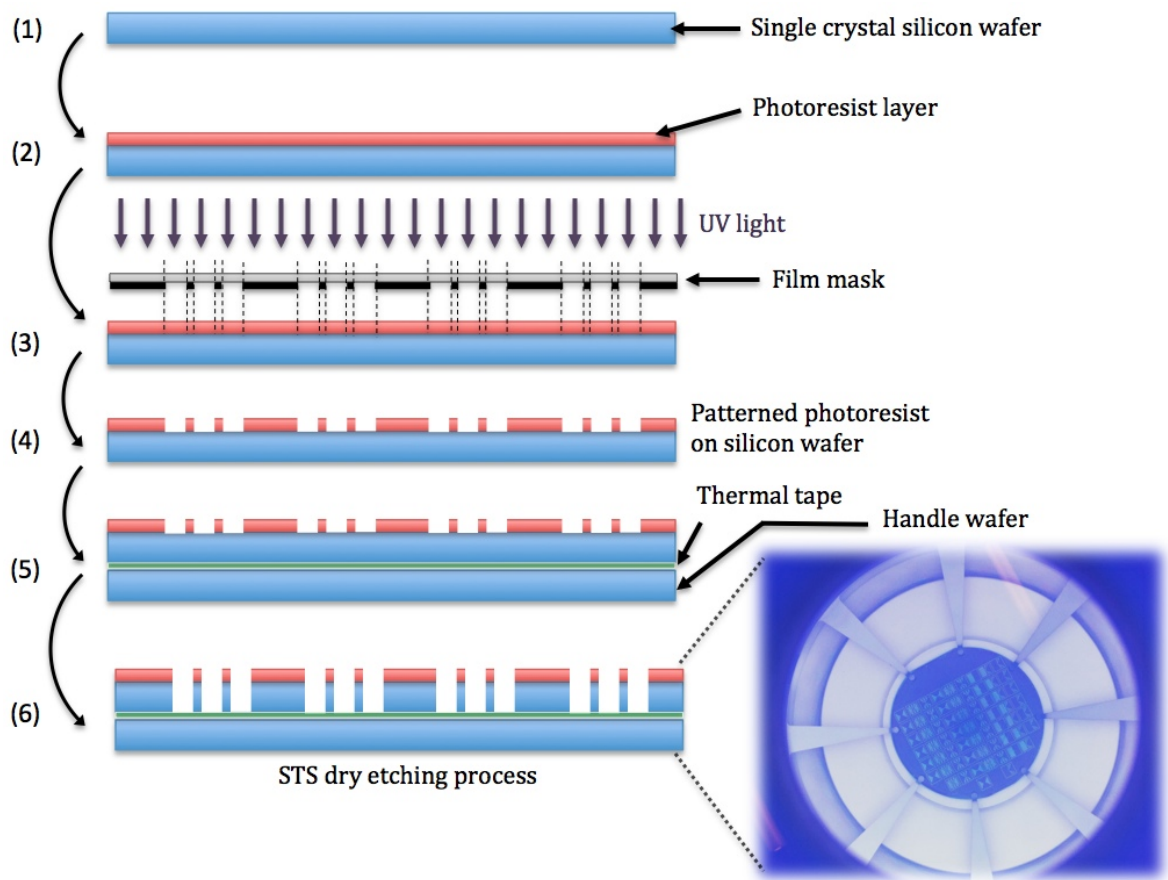 (1)
Single crystal silicon wafer
Photoresist layer
(2)
UV light
Film mask
(3)
Patterned photoresist
on silicon wafer
(4)
Thermal tape
Handle wafer
(5)
(6)
STS dry etching process